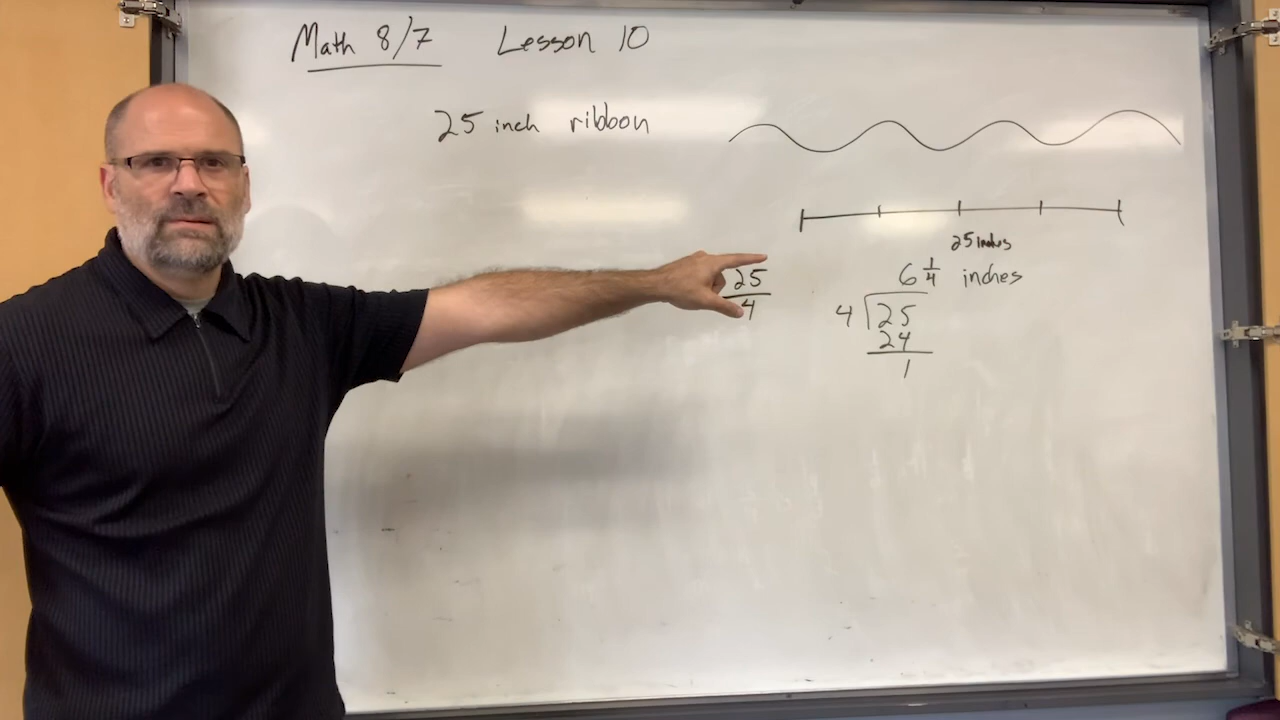 Math 8/7 Lesson 10
25 inch ribbon
25 inches
25
4
6 1/4 inches
4 25
24
1